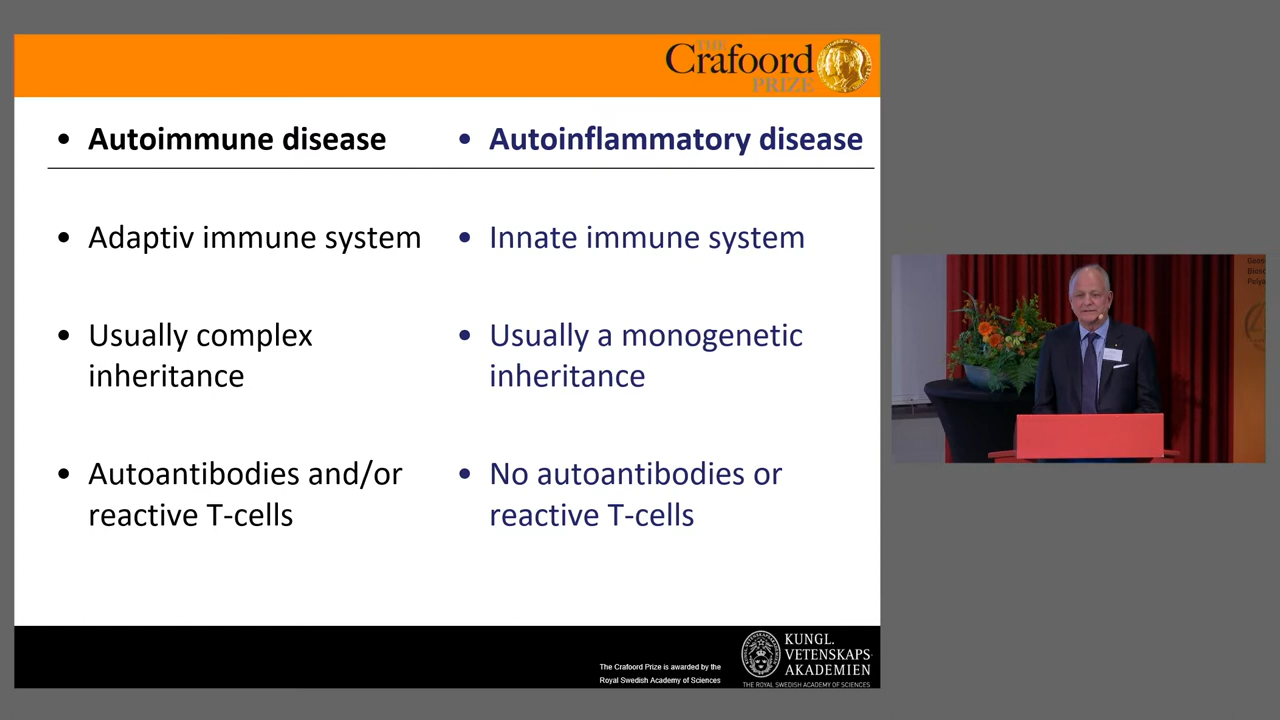 THE
Crafoord
PRIZE
• Autoimmune disease
• Autoinflammatory disease
• Adaptiv immune system
• Innate immune system
• Usually complex
inheritance
• Usually a monogenetic
inheritance
• Autoantibodies and/or
reactive T-cells
• No autoantibodies or
reactive T-cells
The Crafoord Prize is awarded by the
Royal Swedish Academy of Sciences
KUNGL.
VETENSKAPS-
AKADEMIEN
THE ROYAL SWEDISH ACADEMY OF SCIENCES